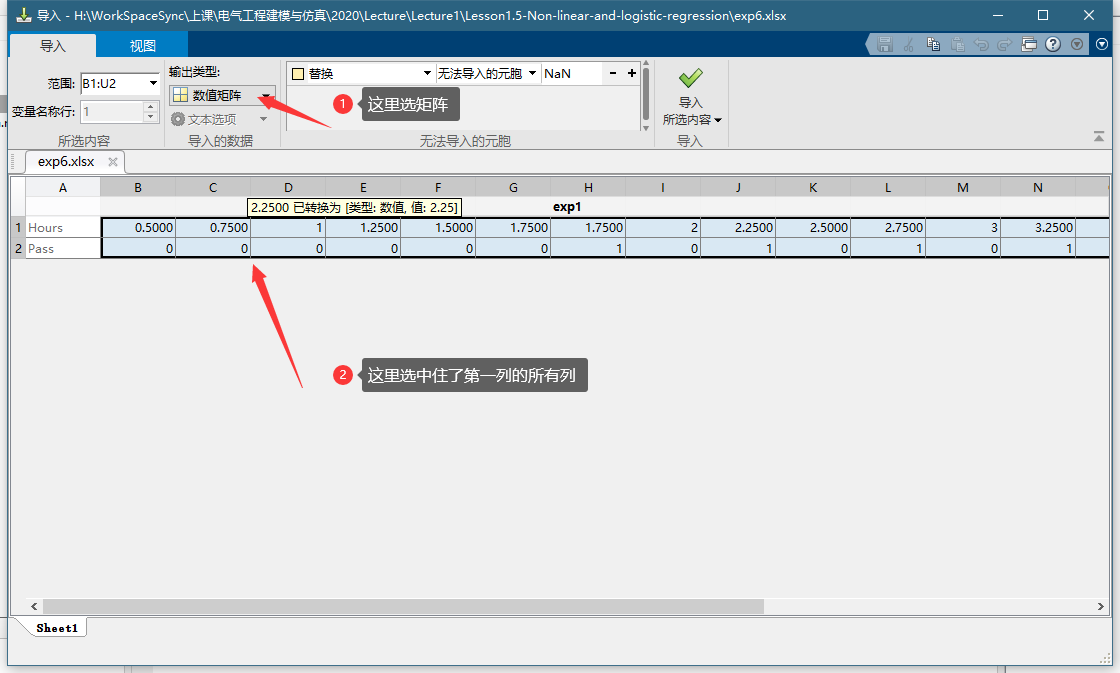 导入 - H:\WorkSpaceSync\上课\电气工程建模与仿真\2020\Lecture\Lecture1\Lesson1.5-Non-linear-and-logistic-regression\exp6.xlsx
导入 视图
范围: B1:U2
变量名称行: 1
所选内容
输出类型:
数值矩阵
文本选项
导入的数据
替换 无法导入的元胞 NaN - +
1 这里选矩阵
无法导入的元胞
导入
所选内容
导入
exp6.xlsx
A B C D E F G H I J K L M N
2.2500 已转换为 [类型: 数值, 值: 2.25]
exp1
1 Hours 0.5000 0.7500 1 1.2500 1.5000 1.7500 1.7500 2 2.2500 2.5000 2.7500 3 3.2500
2 Pass 0 0 0 0 0 0 1 0 1 0 1 0 1
2 这里选中住了第一列的所有列
Sheet1